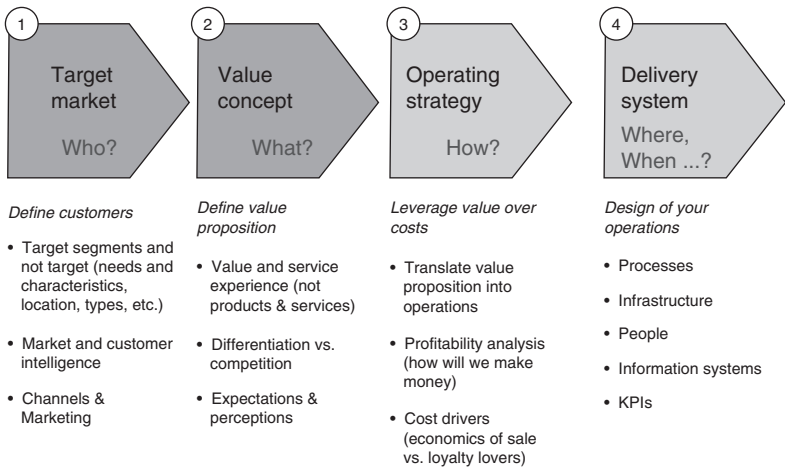 1
Target
market
Who?
Define customers
• Target segments and
not target (needs and
characteristics,
location, types, etc.)
• Market and customer
intelligence
• Channels &
Marketing
2
Value
concept
What?
Define value
proposition
• Value and service
experience (not
products & services)
• Differentiation vs.
competition
• Expectations &
perceptions
3
Operating
strategy
How?
Leverage value over
costs
• Translate value
proposition into
operations
• Profitability analysis
(how will we make
money)
• Cost drivers
(economics of sale
vs. loyalty lovers)
4
Delivery
system
Where,
When ...?
Design of your
operations
• Processes
• Infrastructure
• People
• Information systems
• KPIs